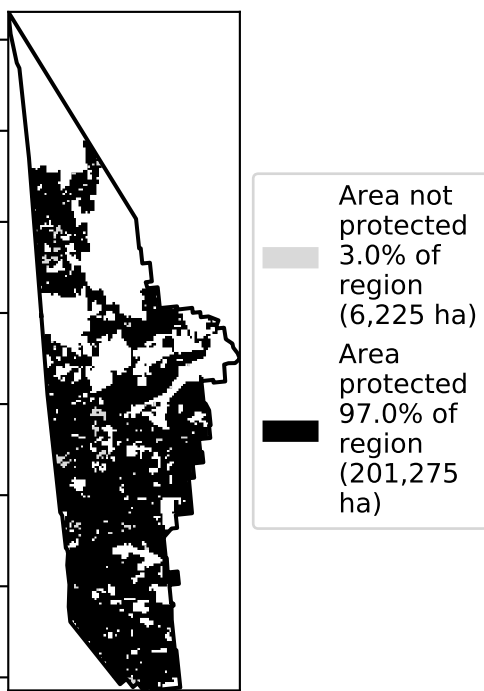 Area not
protected
3.0% of
region
(6,225 ha)
Area
protected
97.0% of
region
(201,275
ha)